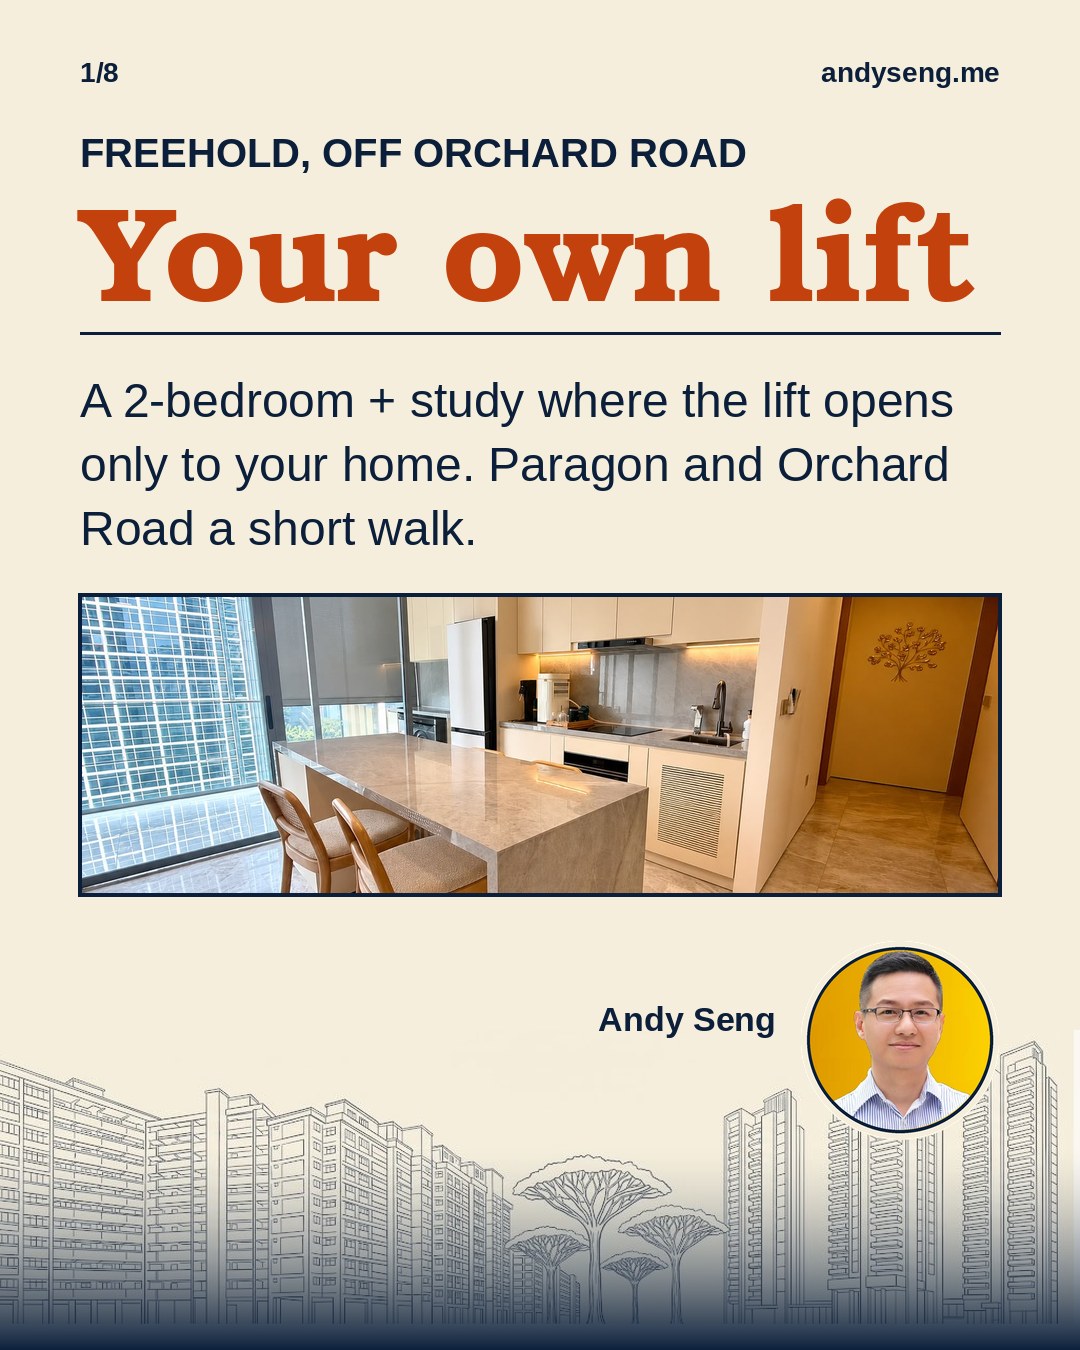 1/8
andyseng.me
FREEHOLD, OFF ORCHARD ROAD
Your own lift
A 2-bedroom + study where the lift opens
only to your home. Paragon and Orchard
Road a short walk.
Andy Seng